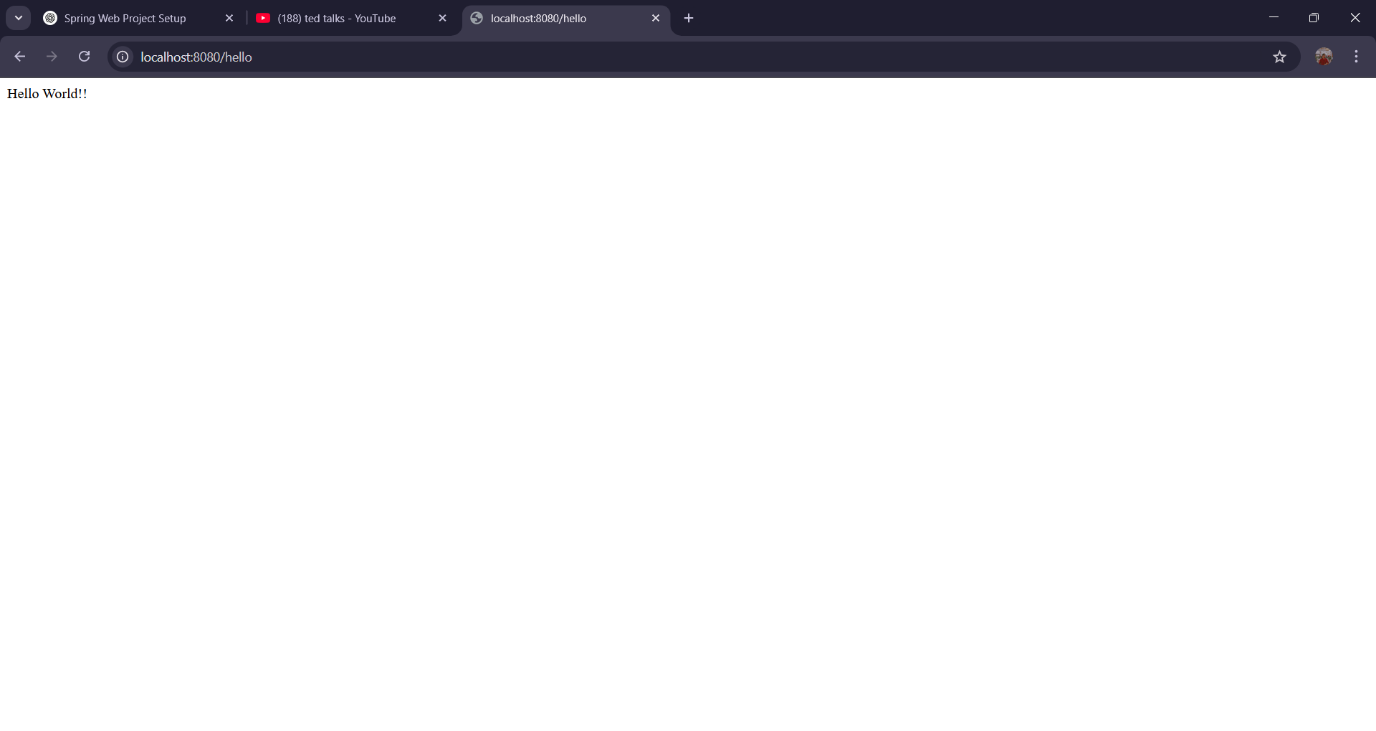 Spring Web Project Setup
(188) ted talks - YouTube
localhost:8080/hello
localhost:8080/hello
Hello World!!